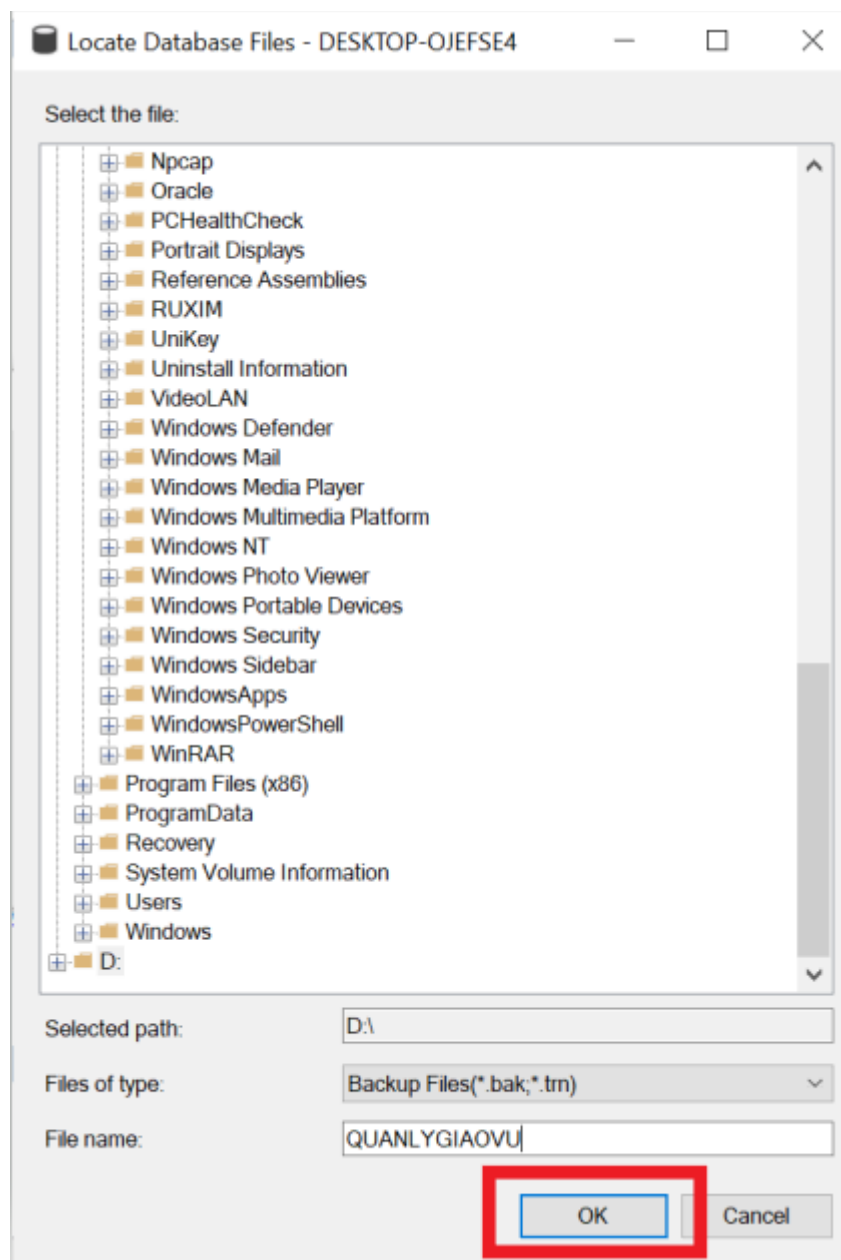 Locate Database Files - DESKTOP-OJEFSE4
Select the file:
Npcap
Oracle
PCHealthCheck
Portrait Displays
Reference Assemblies
RUXIM
UniKey
Uninstall Information
VideoLAN
Windows Defender
Windows Mail
Windows Media Player
Windows Multimedia Platform
Windows NT
Windows Photo Viewer
Windows Portable Devices
Windows Security
Windows Sidebar
WindowsApps
WindowsPowerShell
WinRAR
Program Files (x86)
ProgramData
Recovery
System Volume Information
Users
Windows
D:
Selected path: D:\
Files of type: Backup Files(*.bak;*.trn)
File name: QUANLYGIAOVU
OK Cancel